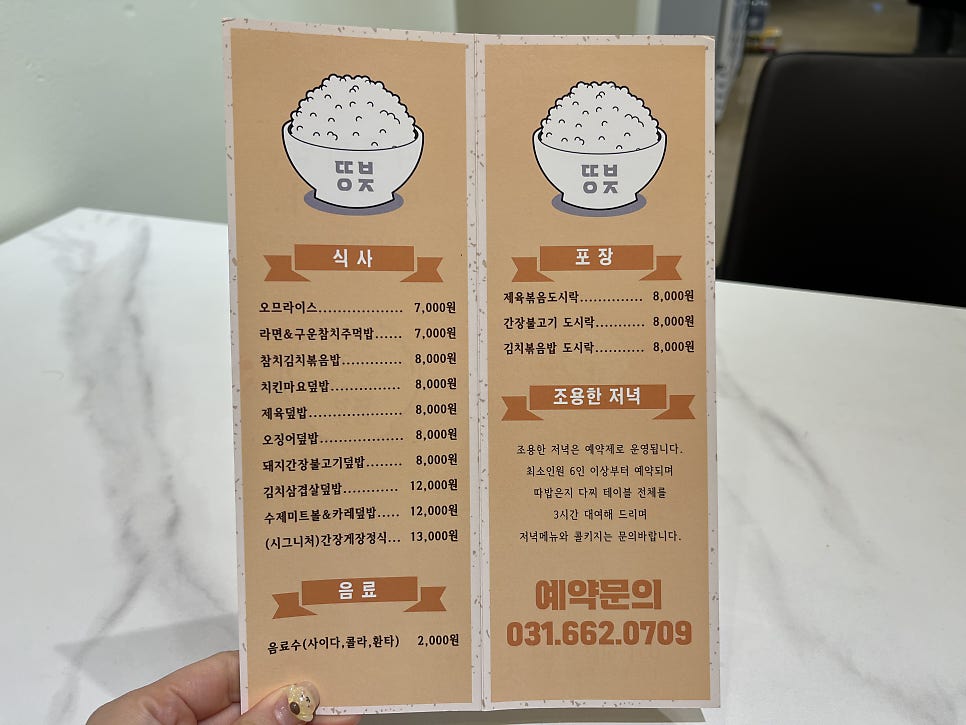 띵봇
식사
오므라이스.................. 7,000원
라면&구운참치주먹밥...... 7,000원
참치김치볶음밥............. 8,000원
치킨마요덮밥............... 8,000원
제육덮밥.................... 8,000원
오징어덮밥.................. 8,000원
돼지간장불고기덮밥........ 8,000원
김치삼겹살덮밥............ 12,000원
수제미트볼&카레덮밥..... 12,000원
(시그니처)간장게장정식... 13,000원
음료
음료수(사이다,콜라,환타) 2,000원
띵봇
포장
제육볶음도시락............. 8,000원
간장불고기 도시락........... 8,000원
김치볶음밥 도시락........... 8,000원
조용한 저녁
조용한 저녁은 예약제로 운영됩니다.
최소인원 6인 이상부터 예약되며
따밥은지 다찌 테이블 전체를
3시간 대여해 드리며
저녁메뉴와 콜키지는 문의바랍니다.
예약문의
031.662.0709